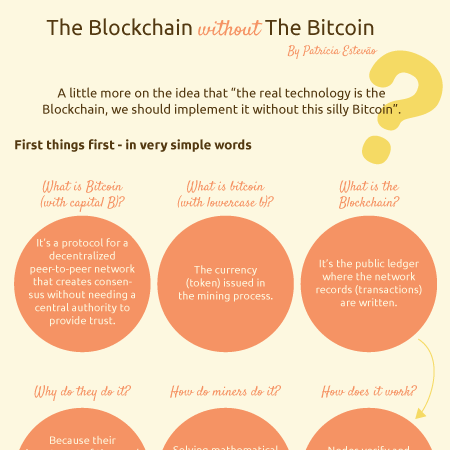 The Blockchain without The Bitcoin
By Patrícia Estevão
A little more on the idea that “the real technology is the
Blockchain, we should implement it without this silly Bitcoin”.
?
First things first - in very simple words
What is Bitcoin
(with capital B)?
It’s a protocol for a
decentralized
peer-to-peer network
that creates consen-
sus without needing a
central authority to
provide trust.
What is bitcoin
(with lowercase b)?
The currency
(token) issued in
the mining process.
What is the
Blockchain?
It’s the public ledger
where the network
records (transactions)
are written.
Why do they do it?
Because their
How do miners do it?
Solving mathematical
How does it work?
Nodes verify and